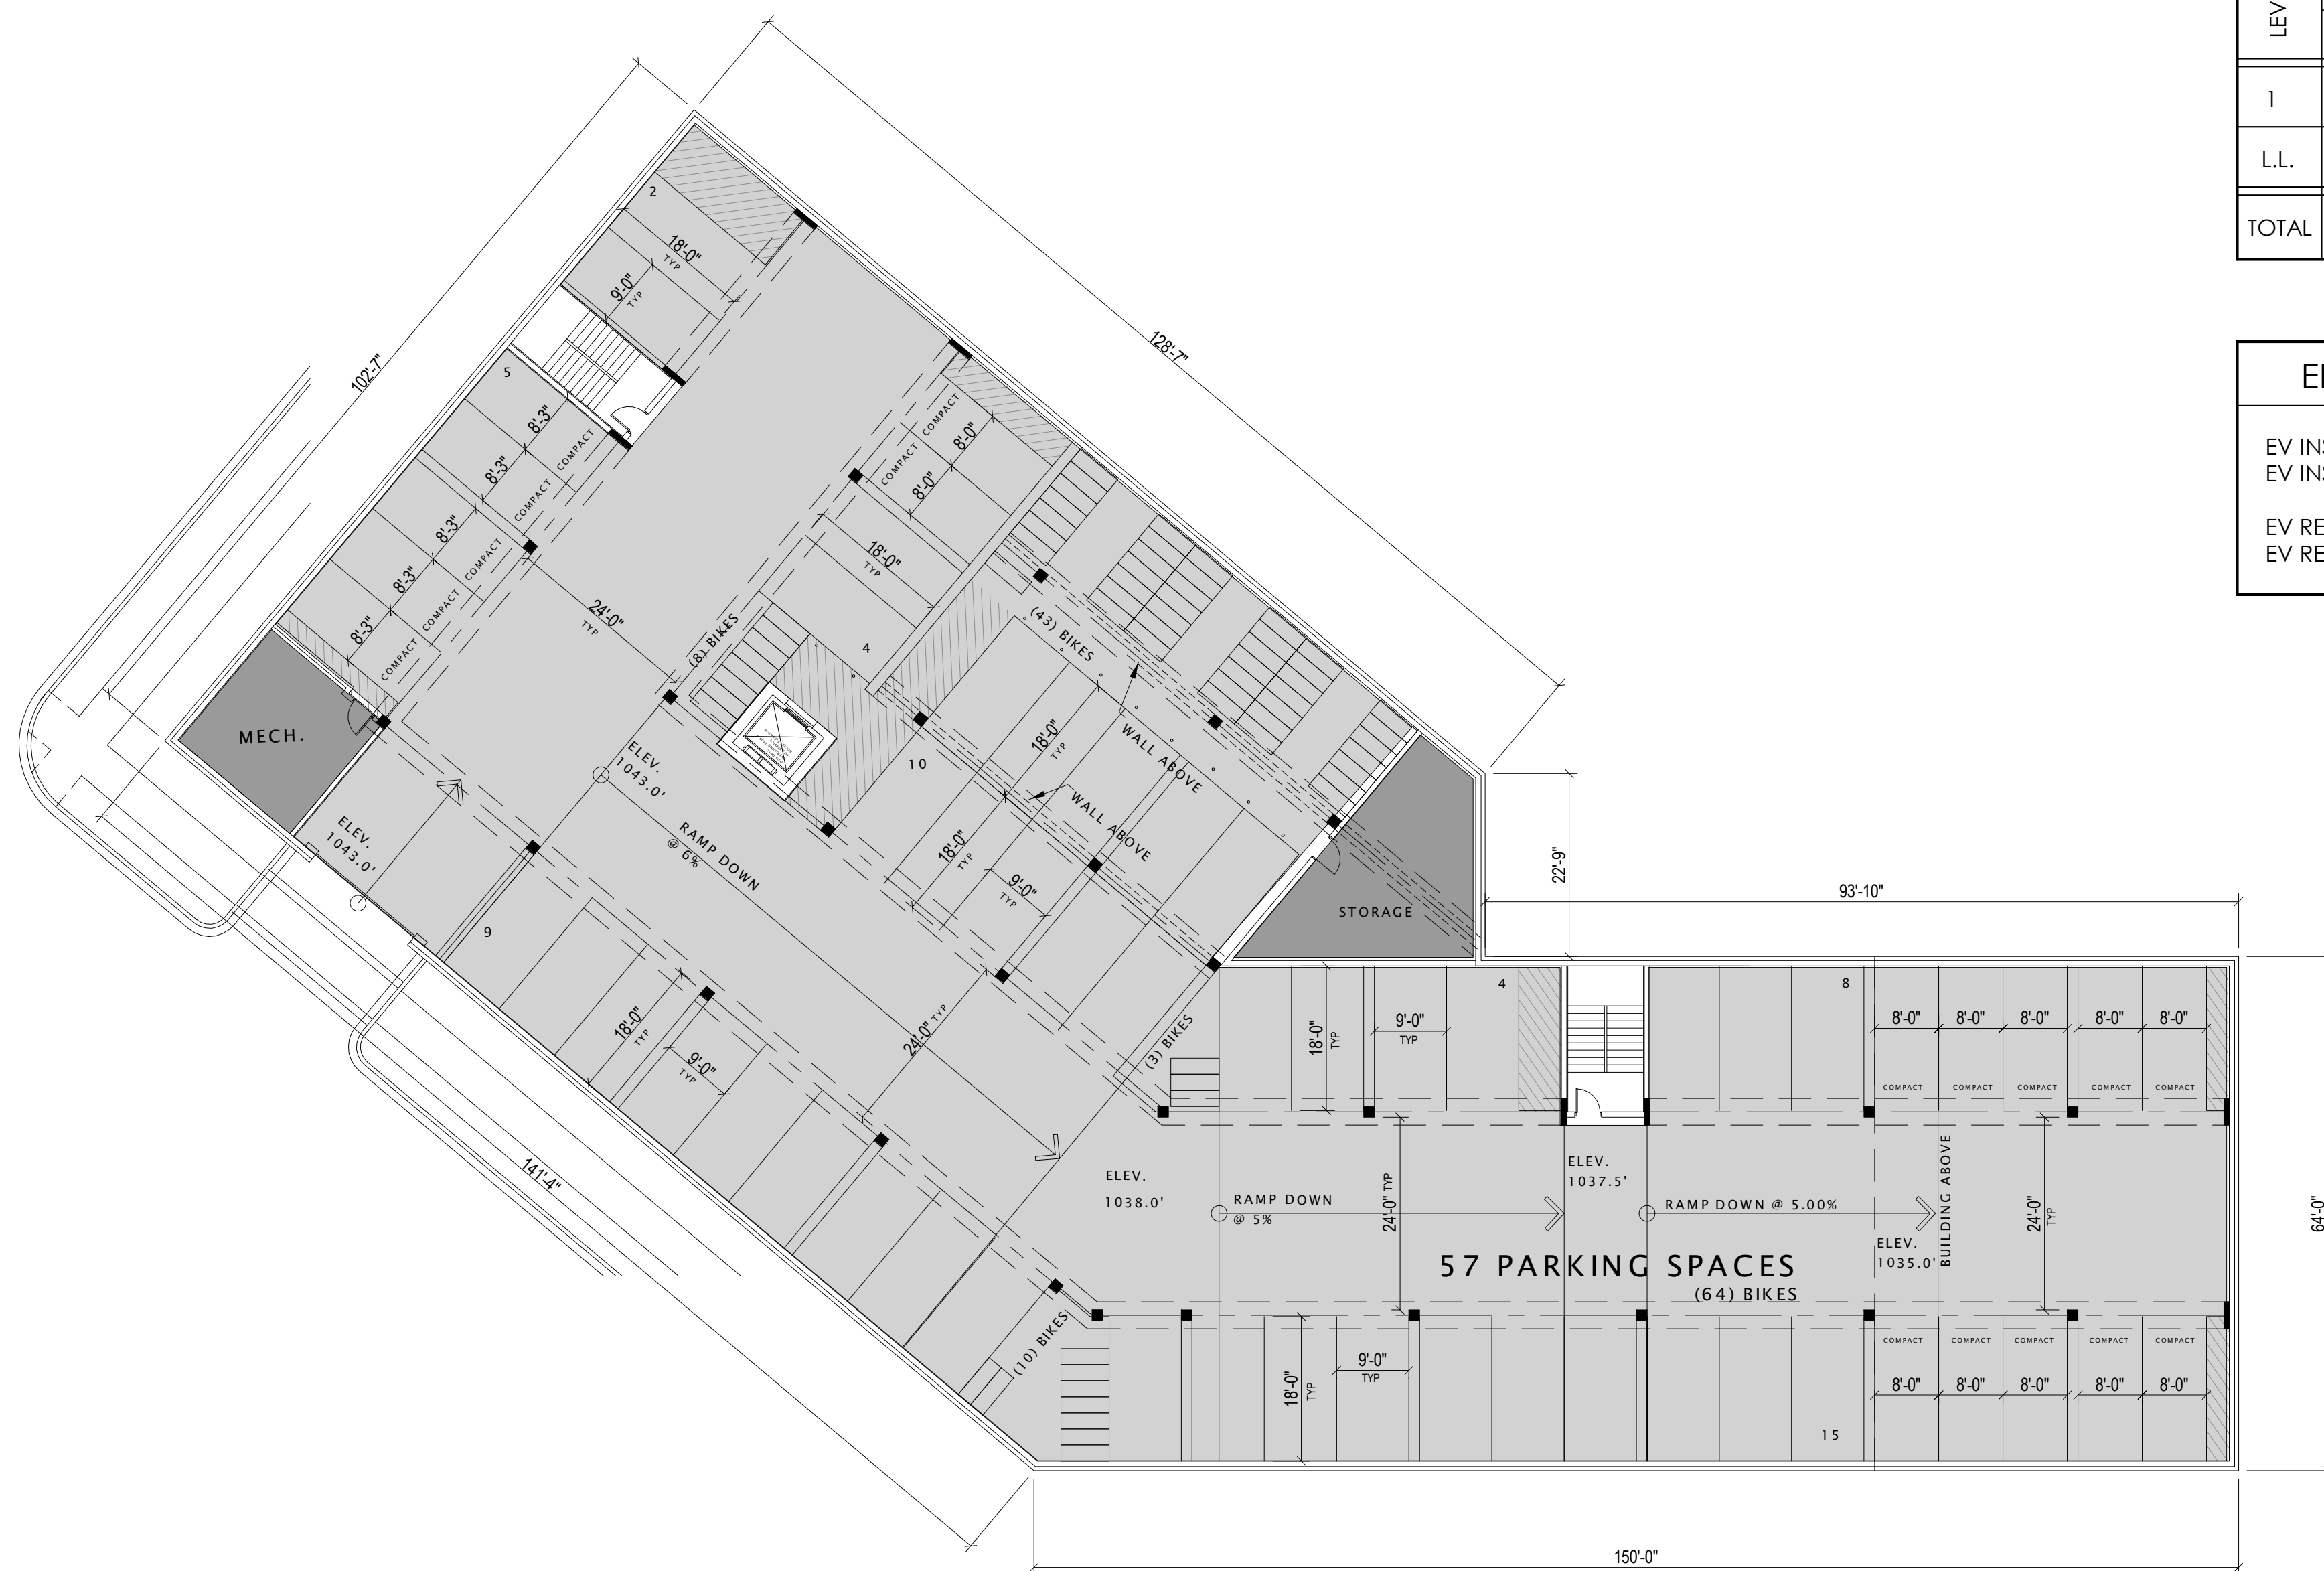 LEV
1
L.L.
TOTAL
EV INS
EV INS
EV RE
EV RE
128'-7"
102'-7"
2
18'-0"
TYP
9'-0"
TYP
5
8'-3"
COMPACT
8'-3"
COMPACT
8'-3"
COMPACT
8'-3"
COMPACT
8'-3"
COMPACT
MECH.
24'-0"
TYP
COMPACT
8'-0"
COMPACT
8'-0"
18'-0"
TYP
4
(8) BIKES
(43) BIKES
WALL ABOVE
WALL ABOVE
10
18'-0"
TYP
18'-0"
TYP
9'-0"
TYP
ELEV.
1043.0'
RAMP DOWN
@ 6%
ELEV.
1043.0'
9
18'-0"
TYP
9'-0"
TYP
24'-0" TYP
STORAGE
22'-9"
93'-10"
(3) BIKES
18'-0"
TYP
9'-0"
TYP
4
8
8'-0"
8'-0"
8'-0"
8'-0"
8'-0"
COMPACT
COMPACT
COMPACT
COMPACT
COMPACT
ELEV.
1038.0'
RAMP DOWN
@ 5%
24'-0" TYP
ELEV.
1037.5'
RAMP DOWN @ 5.00%
ELEV.
1035.0'
BUILDING ABOVE
24'-0"
TYP
64'-0"
57 PARKING SPACES
(64) BIKES
141'-4"
(10) BIKES
18'-0"
TYP
9'-0"
TYP
COMPACT
COMPACT
COMPACT
COMPACT
COMPACT
8'-0"
8'-0"
8'-0"
8'-0"
8'-0"
15
150'-0"